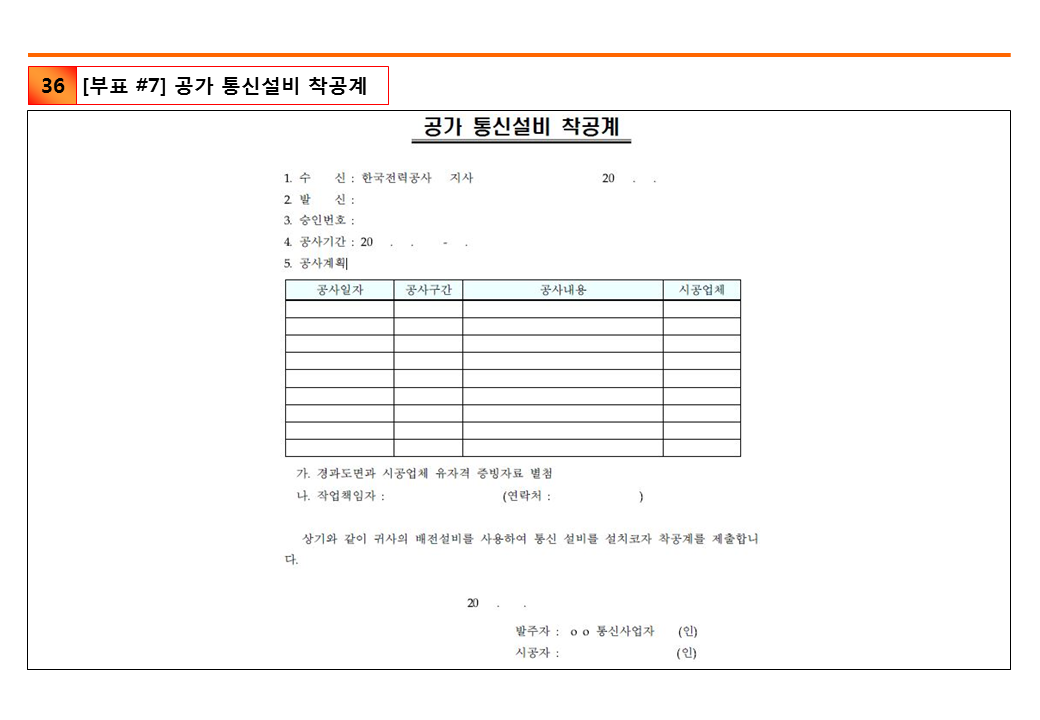 36 [부표 #7] 공가 통신설비 착공계
공가 통신설비 착공계
1. 수 신 : 한국전력공사 지사 20 . .
2. 발 신 :
3. 승인번호 :
4. 공사기간 : 20 . . - .
5. 공사계획
공사일자 공사구간 공사내용 시공업체
가. 경과도면과 시공업체 유자격 증빙자료 별첨
나. 작업책임자 : (연락처 : )
상기와 같이 귀사의 배전설비를 사용하여 통신 설비를 설치코자 착공계를 제출합니
다.
20 . .
발주자 : o o 통신사업자 (인)
시공자 : (인)